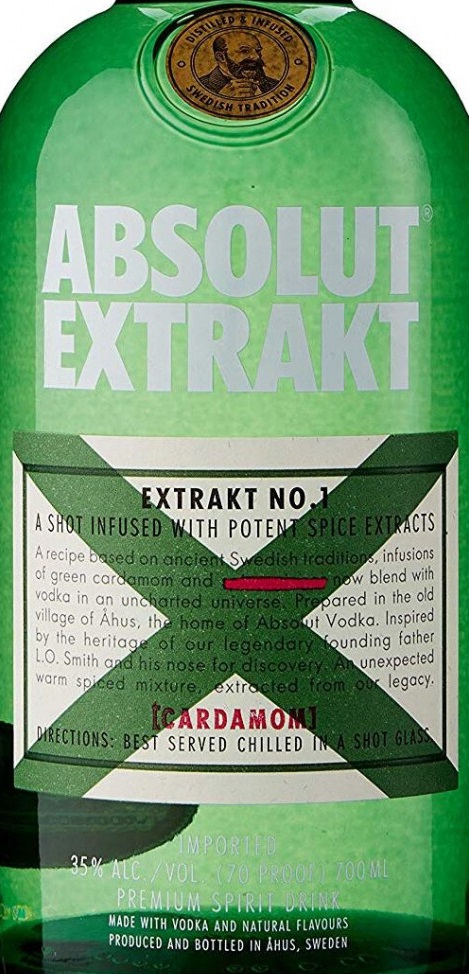 DISTILLED & INFUSED
SWEDISH TRADITION
ABSOLUT®
EXTRAKT
EXTRAKT NO.1
A SHOT INFUSED WITH POTENT SPICE EXTRACTS
A recipe based on ancient Swedish traditions, infusions
of green cardamom and now blend with
vodka in an uncharted universe. Prepared in the old
village of Åhus, the home of Absolut Vodka. Inspired
by the heritage of our legendary founding father
L.O. Smith and his nose for discovery. An unexpected
warm spiced mixture, extracted from our legacy.
[CARDAMOM]
DIRECTIONS: BEST SERVED CHILLED IN A SHOT GLASS
IMPORTED
35% ALC./VOL. (70 PROOF) 700ML
PREMIUM SPIRIT DRINK
MADE WITH VODKA AND NATURAL FLAVOURS
PRODUCED AND BOTTLED IN ÅHUS, SWEDEN